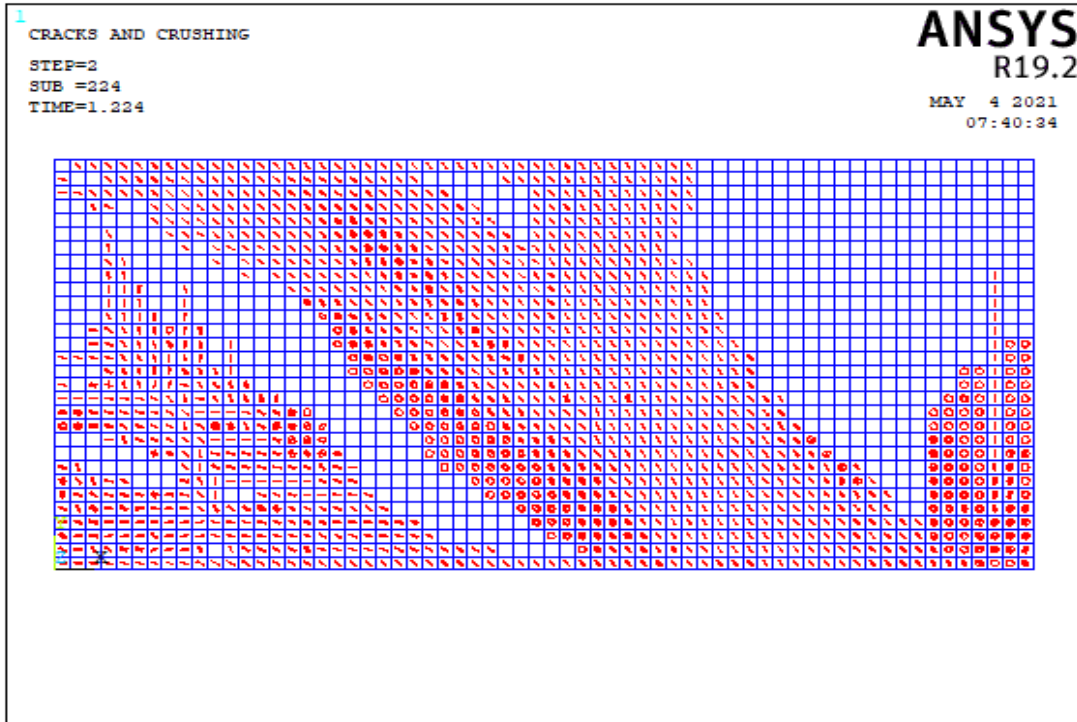 1
CRACKS AND CRUSHING
STEP=2
SUB =224
TIME=1.224
ANSYS
R19.2
MAY 4 2021
07:40:34
Y
Z X